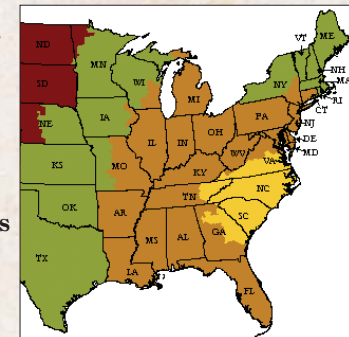 VT
ME
ND
MN
NH
MA
SD
WI
NY
RI
CT
MI
NE
IA
PA
NJ
IL
IN
OH
DE
MD
WV
VA
KS
MO
KY
NC
TN
OK
AR
SC
MS
AL
GA
TX
LA
FL
s